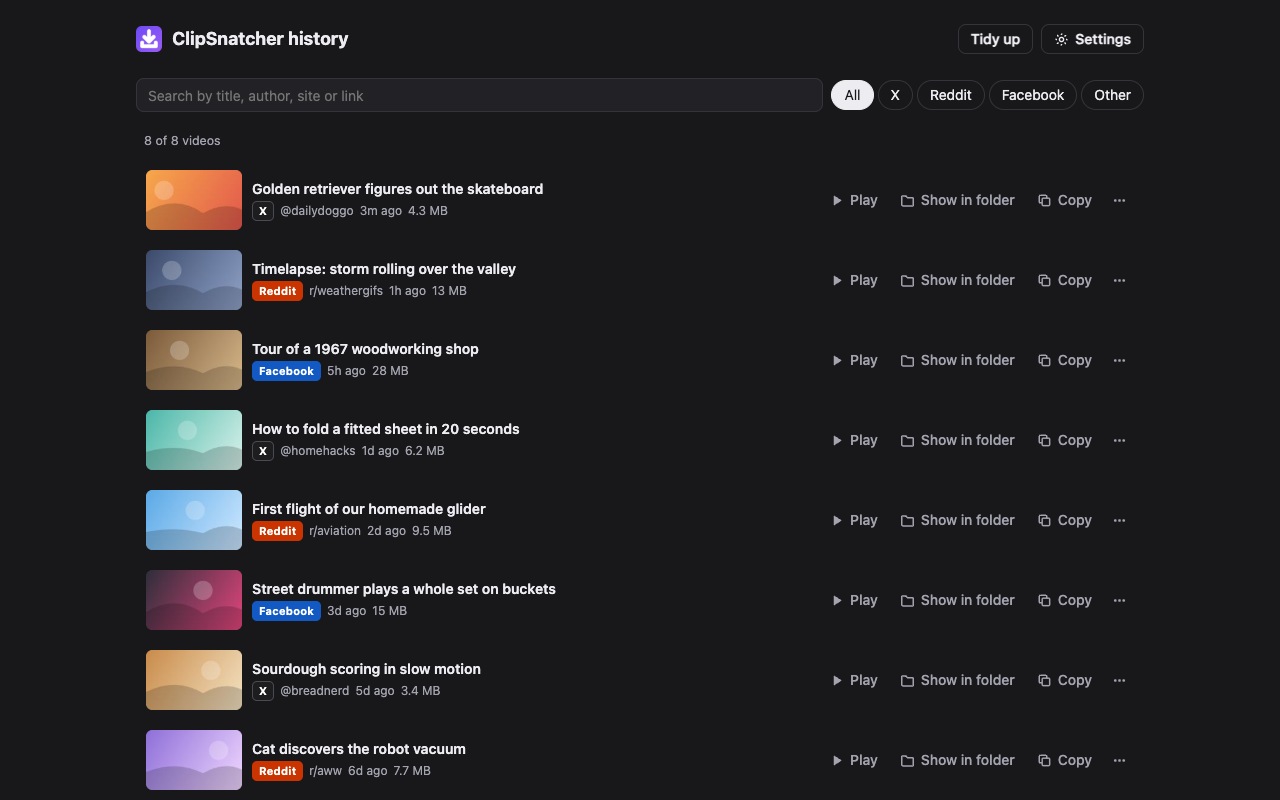 ClipSnatcher history
Tidy up
Settings
Search by title, author, site or link
All
X
Reddit
Facebook
Other
8 of 8 videos
Golden retriever figures out the skateboard
X @dailydoggo 3m ago 4.3 MB
Play Show in folder Copy ···
Timelapse: storm rolling over the valley
Reddit r/weathergifs 1h ago 13 MB
Play Show in folder Copy ···
Tour of a 1967 woodworking shop
Facebook 5h ago 28 MB
Play Show in folder Copy ···
How to fold a fitted sheet in 20 seconds
X @homehacks 1d ago 6.2 MB
Play Show in folder Copy ···
First flight of our homemade glider
Reddit r/aviation 2d ago 9.5 MB
Play Show in folder Copy ···
Street drummer plays a whole set on buckets
Facebook 3d ago 15 MB
Play Show in folder Copy ···
Sourdough scoring in slow motion
X @breadnerd 5d ago 3.4 MB
Play Show in folder Copy ···
Cat discovers the robot vacuum
Reddit r/aww 6d ago 7.7 MB
Play Show in folder Copy ···